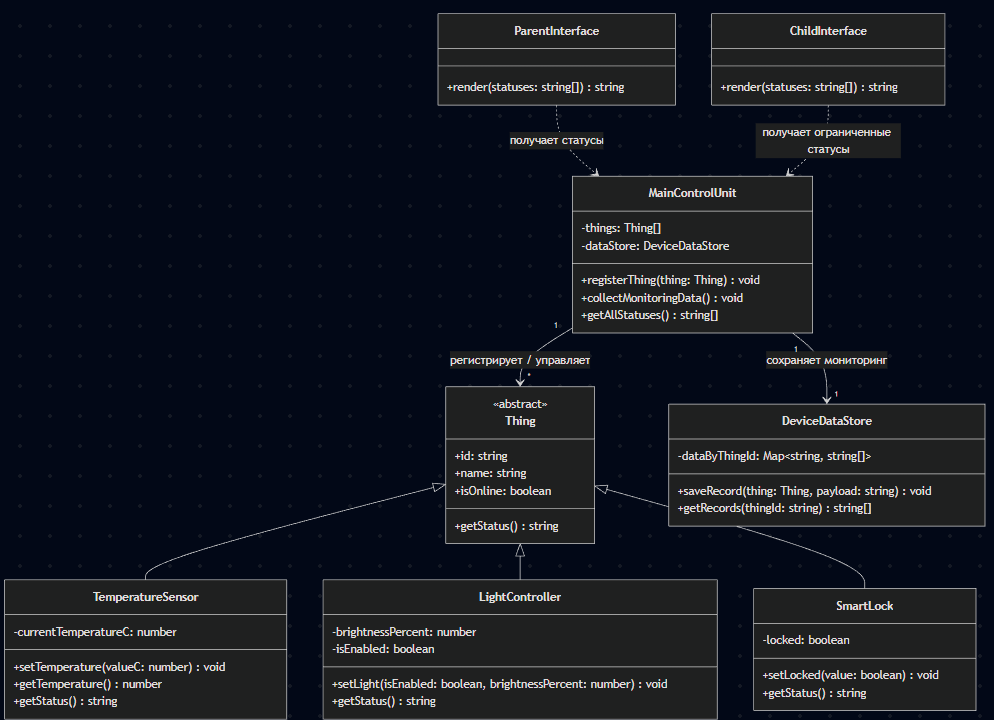 ParentInterface
+render(statuses: string[]) : string
ChildInterface
+render(statuses: string[]) : string
получает статусы
получает ограниченные
статусы
MainControlUnit
-things: Thing[]
-dataStore: DeviceDataStore
+registerThing(thing: Thing) : void
+collectMonitoringData() : void
+getAllStatuses() : string[]
1
регистрирует / управляет
*
1
сохраняет мониторинг
1
«abstract»
Thing
+id: string
+name: string
+isOnline: boolean
+getStatus() : string
DeviceDataStore
-dataByThingId: Map<string, string[]>
+saveRecord(thing: Thing, payload: string) : void
+getRecords(thingId: string) : string[]
TemperatureSensor
-currentTemperatureC: number
+setTemperature(valueC: number) : void
+getTemperature() : number
+getStatus() : string
LightController
-brightnessPercent: number
-isEnabled: boolean
+setLight(isEnabled: boolean, brightnessPercent: number) : void
+getStatus() : string
SmartLock
-locked: boolean
+setLocked(value: boolean) : void
+getStatus() : string